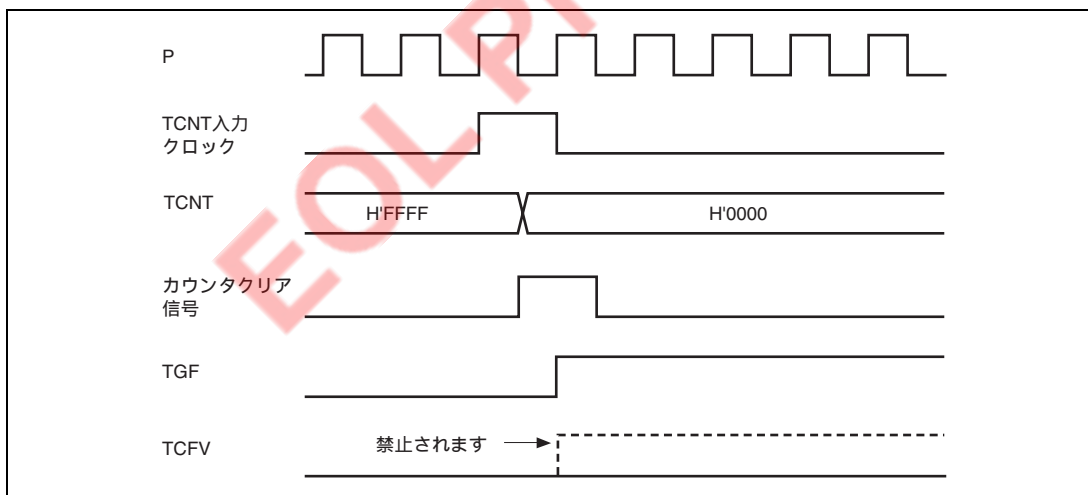 P
TCNT入力
クロック
TCNT
H'FFFF
H'0000
カウンタクリア
信号
TGF
TCFV
禁止されます
EOL P